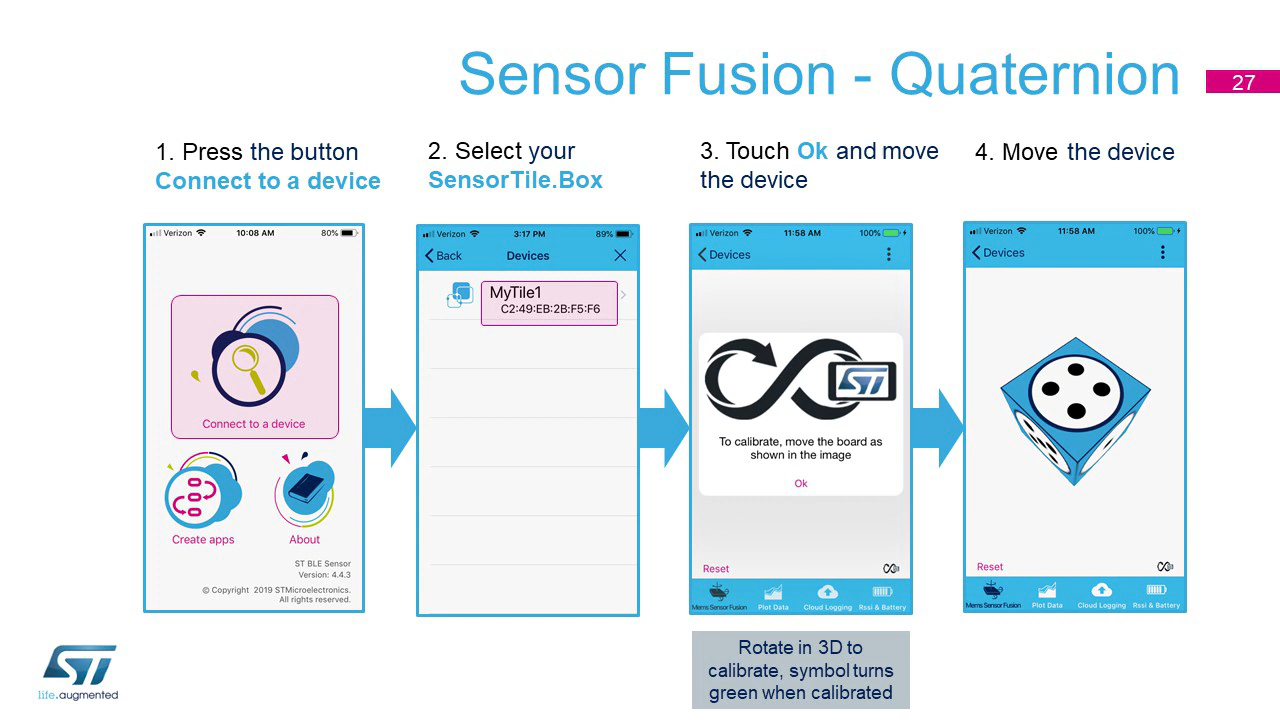 Sensor Fusion - Quaternion
27
1. Press the button
Connect to a device
2. Select your
SensorTile.Box
3. Touch Ok and move
the device
4. Move the device
Verizon 10:08 AM 80%
Connect to a device
Create apps
About
ST BLE Sensor
Version: 4.4.3
© Copyright 2019 STMicroelectronics.
All rights reserved.
Verizon 3:17 PM 89%
Back Devices
MyTile1
C2:49:EB:2B:F5:F6
Verizon 11:58 AM 100%
Devices
ST
To calibrate, move the board as
shown in the image
Ok
Reset
Mems Sensor Fusion Plot Data Cloud Logging Rssi & Battery
Verizon 11:58 AM 100%
Devices
Reset
Mems Sensor Fusion Plot Data Cloud Logging Rssi & Battery
Rotate in 3D to
calibrate, symbol turns
green when calibrated
ST
life.augmented